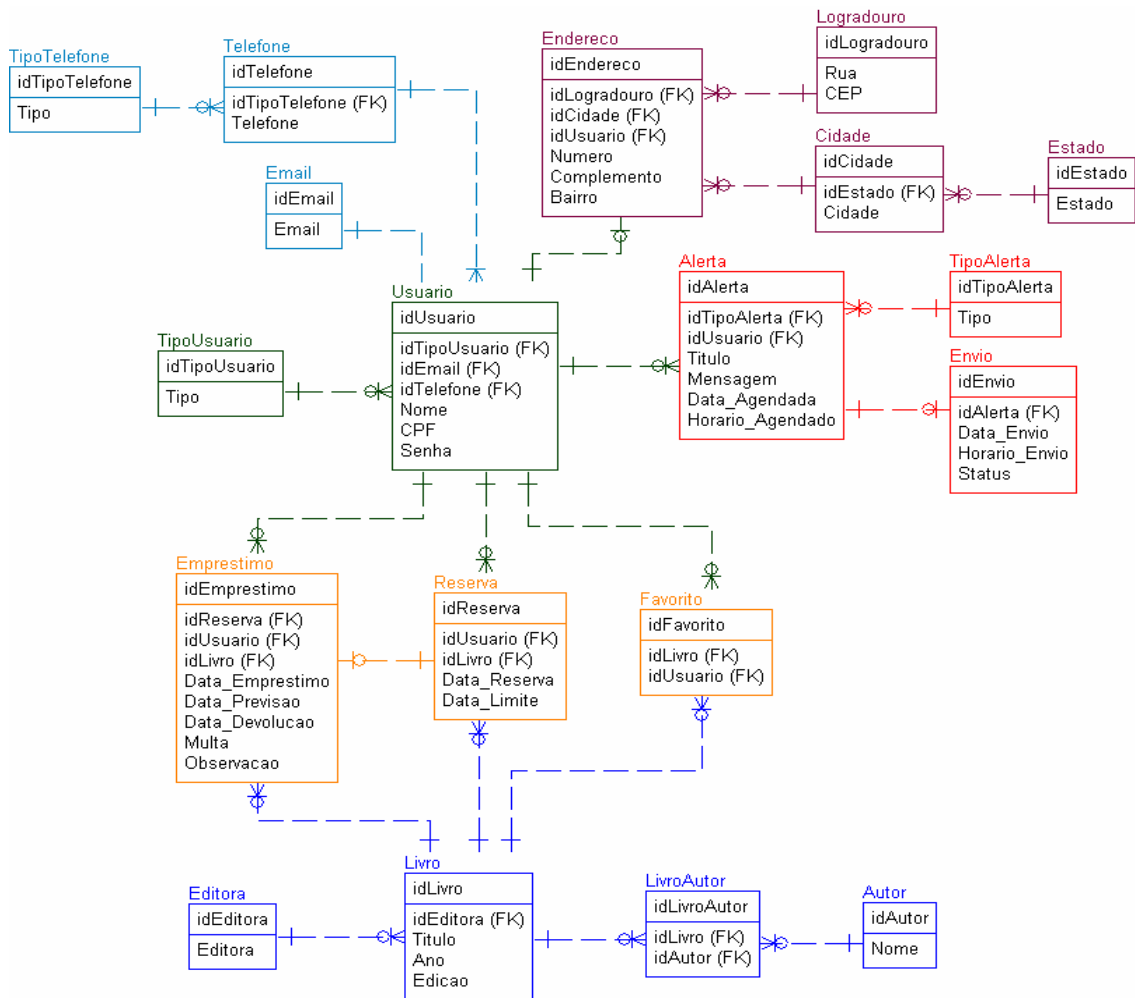 TipoTelefone
idTipoTelefone
Tipo
Telefone
idTelefone
idTipoTelefone (FK)
Telefone
Email
idEmail
Email
Endereco
idEndereco
idLogradouro (FK)
idCidade (FK)
idUsuario (FK)
Numero
Complemento
Bairro
Logradouro
idLogradouro
Rua
CEP
Cidade
idCidade
idEstado (FK)
Cidade
Estado
idEstado
Estado
TipoUsuario
idTipoUsuario
Tipo
Usuario
idUsuario
idTipoUsuario (FK)
idEmail (FK)
idTelefone (FK)
Nome
CPF
Senha
Alerta
idAlerta
idTipoAlerta (FK)
idUsuario (FK)
Titulo
Mensagem
Data_Agendada
Horario_Agendado
TipoAlerta
idTipoAlerta
Tipo
Envio
idEnvio
idAlerta (FK)
Data_Envio
Horario_Envio
Status
Emprestimo
idEmprestimo
idReserva (FK)
idUsuario (FK)
idLivro (FK)
Data_Emprestimo
Data_Previsao
Data_Devolucao
Multa
Observacao
Reserva
idReserva
idUsuario (FK)
idLivro (FK)
Data_Reserva
Data_Limite
Favorito
idFavorito
idLivro (FK)
idUsuario (FK)
Editora
idEditora
Editora
Livro
idLivro
idEditora (FK)
Titulo
Ano
Edicao
LivroAutor
idLivroAutor
idLivro (FK)
idAutor (FK)
Autor
idAutor
Nome